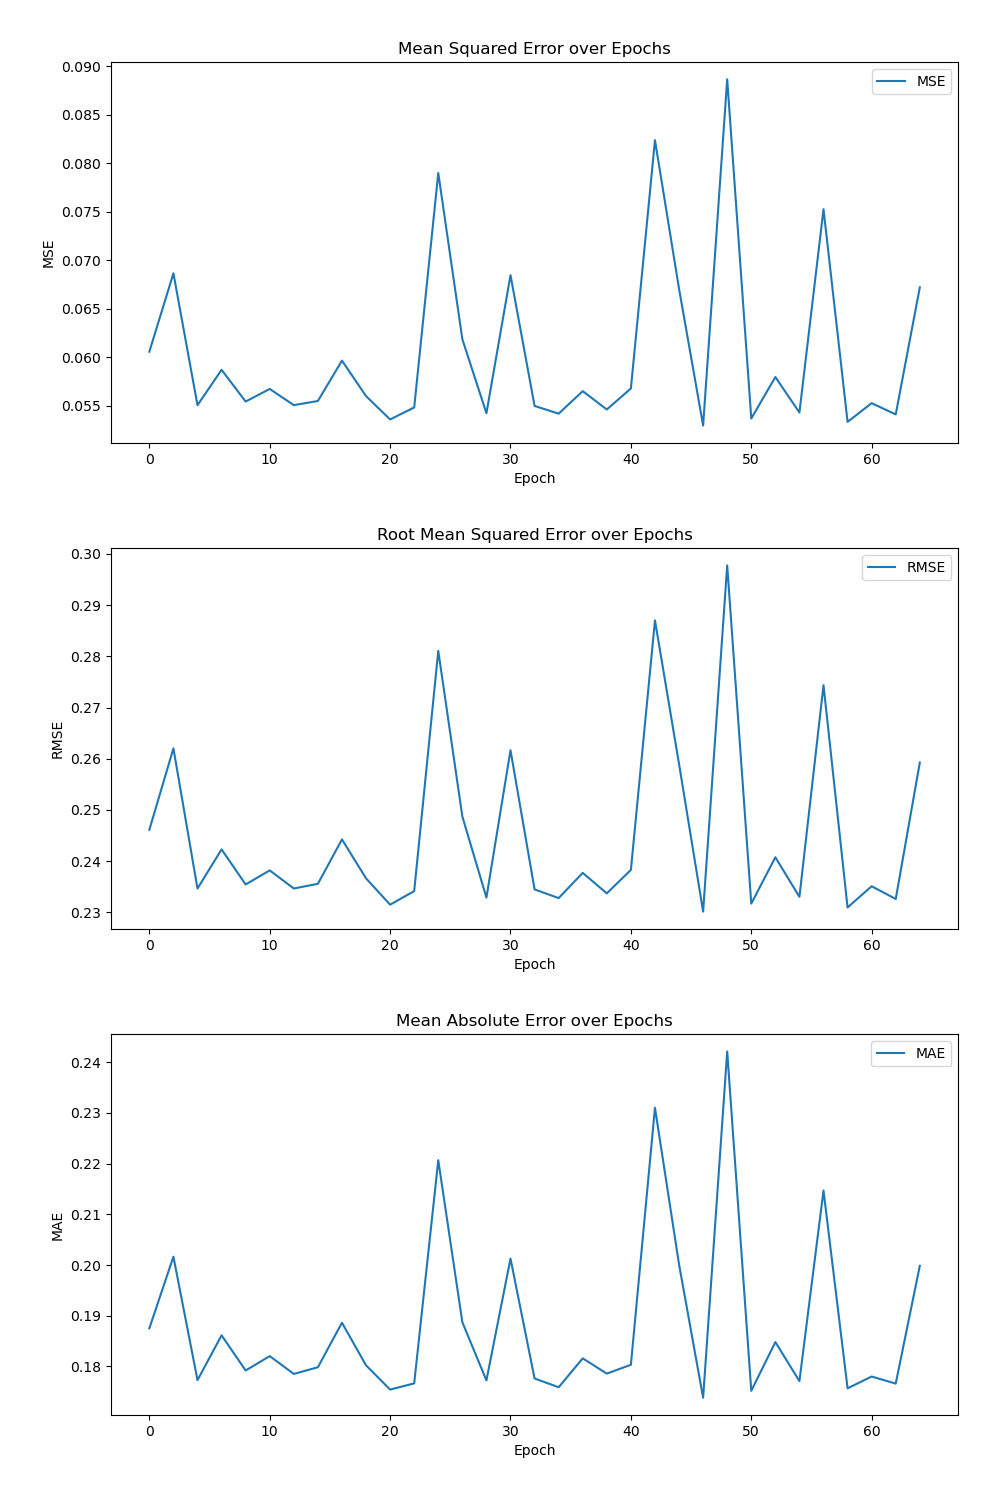 Mean Squared Error over Epochs
0.090
0.085
0.080
0.075
0.070
0.065
0.060
0.055
MSE
MSE
0 10 20 30 40 50 60
Epoch
Root Mean Squared Error over Epochs
0.30
0.29
0.28
0.27
0.26
0.25
0.24
0.23
RMSE
RMSE
0 10 20 30 40 50 60
Epoch
Mean Absolute Error over Epochs
0.24
0.23
0.22
0.21
0.20
0.19
0.18
MAE
MAE
0 10 20 30 40 50 60
Epoch